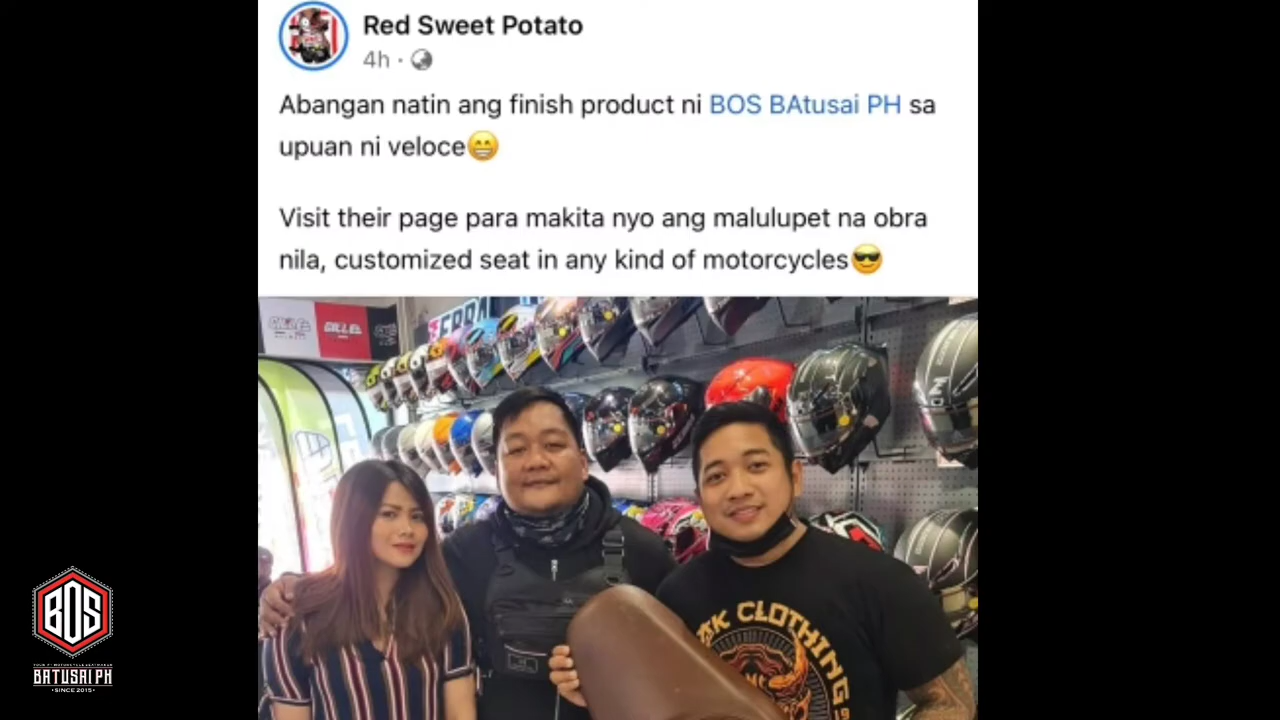 Red Sweet Potato
4h ·
Abangan natin ang finish product ni BOS BAtusai PH sa
upuan ni veloce😁
Visit their page para makita nyo ang malulupet na obra
nila, customized seat in any kind of motorcycles😎
GILLE
AK CLOTHING
BOS
BATUSAI PH
•SINCE 2015•